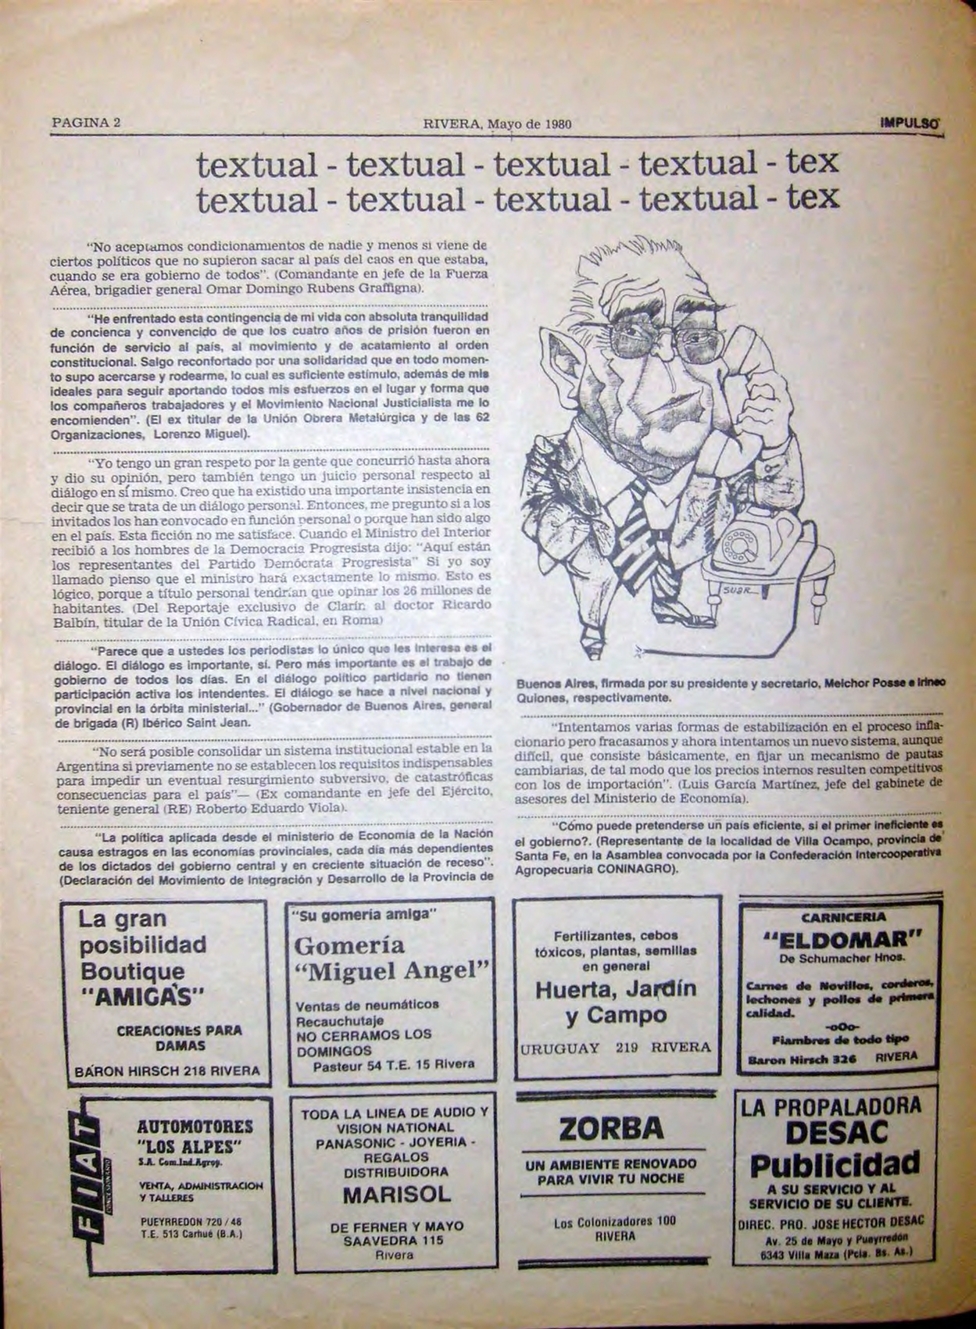 PAGINA 2
RIVERA, Mayo de 1980
IMPULSO
textual - textual - textual - textual - tex
textual - textual - textual - textual - tex
"No aceptamos condicionamientos de nadie y menos si viene de
ciertos políticos que no supieron sacar al país del caos en que estaba,
cuando se era gobierno de todos". (Comandante en jefe de la Fuerza
Aérea, brigadier general Omar Domingo Rubens Graffigna).
"He enfrentado esta contingencia de mi vida con absoluta tranquilidad
de concienca y convencido de que los cuatro años de prisión fueron en
función de servicio al país, al movimiento y de acatamiento al orden
constitucional. Salgo reconfortado por una solidaridad que en todo momen-
to supo acercarse y rodearme, lo cual es suficiente estímulo, además de mis
ideales para seguir aportando todos mis esfuerzos en el lugar y forma que
los compañeros trabajadores y el Movimiento Nacional Justicialista me lo
encomienden". (El ex titular de la Unión Obrera Metalúrgica y de las 62
Organizaciones, Lorenzo Miguel).
"Yo tengo un gran respeto por la gente que concurrió hasta ahora
y dio su opinión, pero también tengo un juicio personal respecto al
diálogo en sí mismo. Creo que ha existido una importante insistencia en
decir que se trata de un diálogo personal. Entonces, me pregunto si a los
invitados los han convocado en función personal o porque han sido algo
en el país. Esta ficción no me satisface. Cuando el Ministro del Interior
recibió a los hombres de la Democracia Progresista dijo: "Aquí están
los representantes del Partido Demócrata Progresista" Si yo soy
llamado pienso que el ministro hará exactamente lo mismo. Esto es
lógico, porque a título personal tendrían que opinar los 26 millones de
habitantes. (Del Reportaje exclusivo de Clarín, al doctor Ricardo
Balbín, titular de la Unión Cívica Radical, en Roma)
"Parece que a ustedes los periodistas lo único que les interesa es el
diálogo. El diálogo es importante, sí. Pero más importante es el trabajo de
gobierno de todos los días. En el diálogo político partidario no tienen
participación activa los intendentes. El diálogo se hace a nivel nacional y
provincial en la órbita ministerial..." (Gobernador de Buenos Aires, general
de brigada (R) Ibérico Saint Jean.
"No será posible consolidar un sistema institucional estable en la
Argentina si previamente no se establecen los requisitos indispensables
para impedir un eventual resurgimiento subversivo, de catastróficas
consecuencias para el país"— (Ex comandante en jefe del Ejército,
teniente general (RE) Roberto Eduardo Viola).
"La política aplicada desde el ministerio de Economía de la Nación
causa estragos en las economías provinciales, cada día más dependientes
de los dictados del gobierno central y en creciente situación de receso".
(Declaración del Movimiento de Integración y Desarrollo de la Provincia de
SUAR
Buenos Aires, firmada por su presidente y secretario, Melchor Posse e Irineo
Quiones, respectivamente.
"Intentamos varias formas de estabilización en el proceso infla-
cionario pero fracasamos y ahora intentamos un nuevo sistema, aunque
difícil, que consiste básicamente, en fijar un mecanismo de pautas
cambiarias, de tal modo que los precios internos resulten competitivos
con los de importación". (Luis García Martínez, jefe del gabinete de
asesores del Ministerio de Economía).
"Cómo puede pretenderse un país eficiente, si el primer ineficiente es
el gobierno?. (Representante de la localidad de Villa Ocampo, provincia de
Santa Fe, en la Asamblea convocada por la Confederación Intercooperativa
Agropecuaria CONINAGRO).
La gran
posibilidad
Boutique
"AMIGA'S"
CREACIONES PARA
DAMAS
BARON HIRSCH 218 RIVERA
"Su gomería amiga"
Gomería
"Miguel Angel"
Ventas de neumáticos
Recauchutaje
NO CERRAMOS LOS
DOMINGOS
Pasteur 54 T.E. 15 Rivera
Fertilizantes, cebos
tóxicos, plantas, semillas
en general
Huerta, Jardín
y Campo
URUGUAY 219 RIVERA
CARNICERIA
"ELDOMAR"
De Schumacher Hnos.
Carnes de Novillos, corderos,
lechones y pollos de primera
calidad.
-oOo-
Fiambres de todo tipo
Baron Hirsch 326 RIVERA
FIAT
AUTOMOTORES
"LOS ALPES"
S.A. Com.Ind.Agrop.
VENTA, ADMINISTRACION
Y TALLERES
PUEYRREDON 720 / 46
T.E. 513 Carhué (B.A.)
TODA LA LINEA DE AUDIO Y
VISION NATIONAL
PANASONIC - JOYERIA -
REGALOS
DISTRIBUIDORA
MARISOL
DE FERNER Y MAYO
SAAVEDRA 115
Rivera
ZORBA
UN AMBIENTE RENOVADO
PARA VIVIR TU NOCHE
Los Colonizadores 100
RIVERA
LA PROPALADORA
DESAC
Publicidad
A SU SERVICIO Y AL
SERVICIO DE SU CLIENTE.
DIREC. PRO. JOSE HECTOR DESAC
Av. 25 de Mayo y Pueyrredón
6343 Villa Maza (Pcia. Bs. As.)